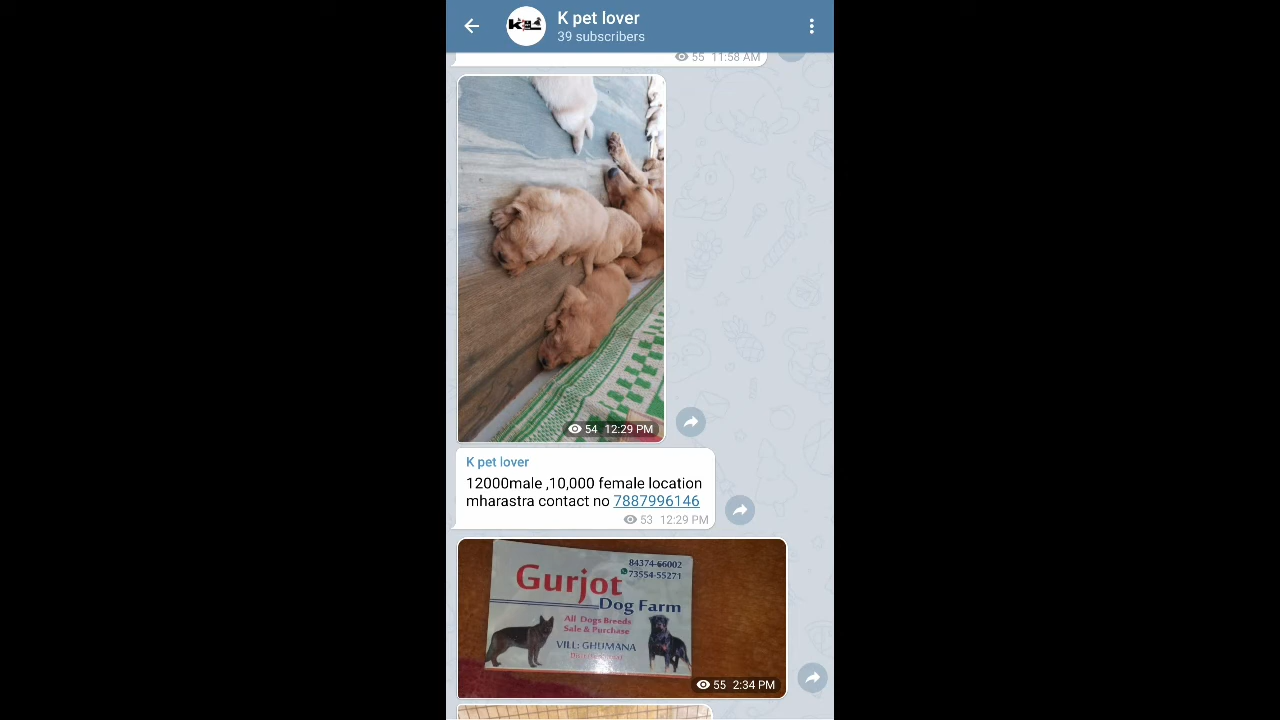 K pet lover
39 subscribers
55 11:58 AM
54 12:29 PM
K pet lover
12000male ,10,000 female location
mharastra contact no 7887996146
53 12:29 PM
84374-66002
73554-55271
Gurjot
Dog Farm
All Dogs Breeds
Sale & Purchase
VILL: GHUMANA
55 2:34 PM